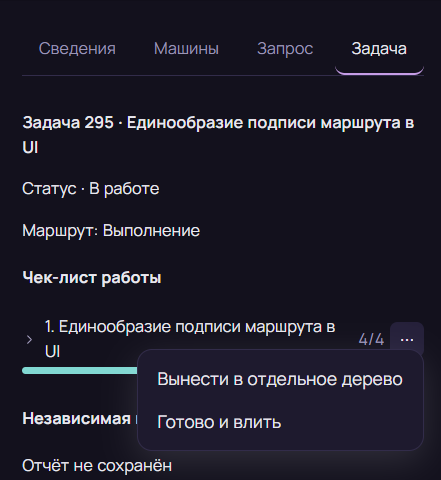 Сведения Машины Запрос Задача
Задача 295 · Единообразие подписи маршрута в
UI
Статус · В работе
Маршрут: Выполнение
Чек-лист работы
1. Единообразие подписи маршрута в
UI
4/4 ...
Вынести в отдельное дерево
Готово и влить
Независимая
Отчёт не сохранён